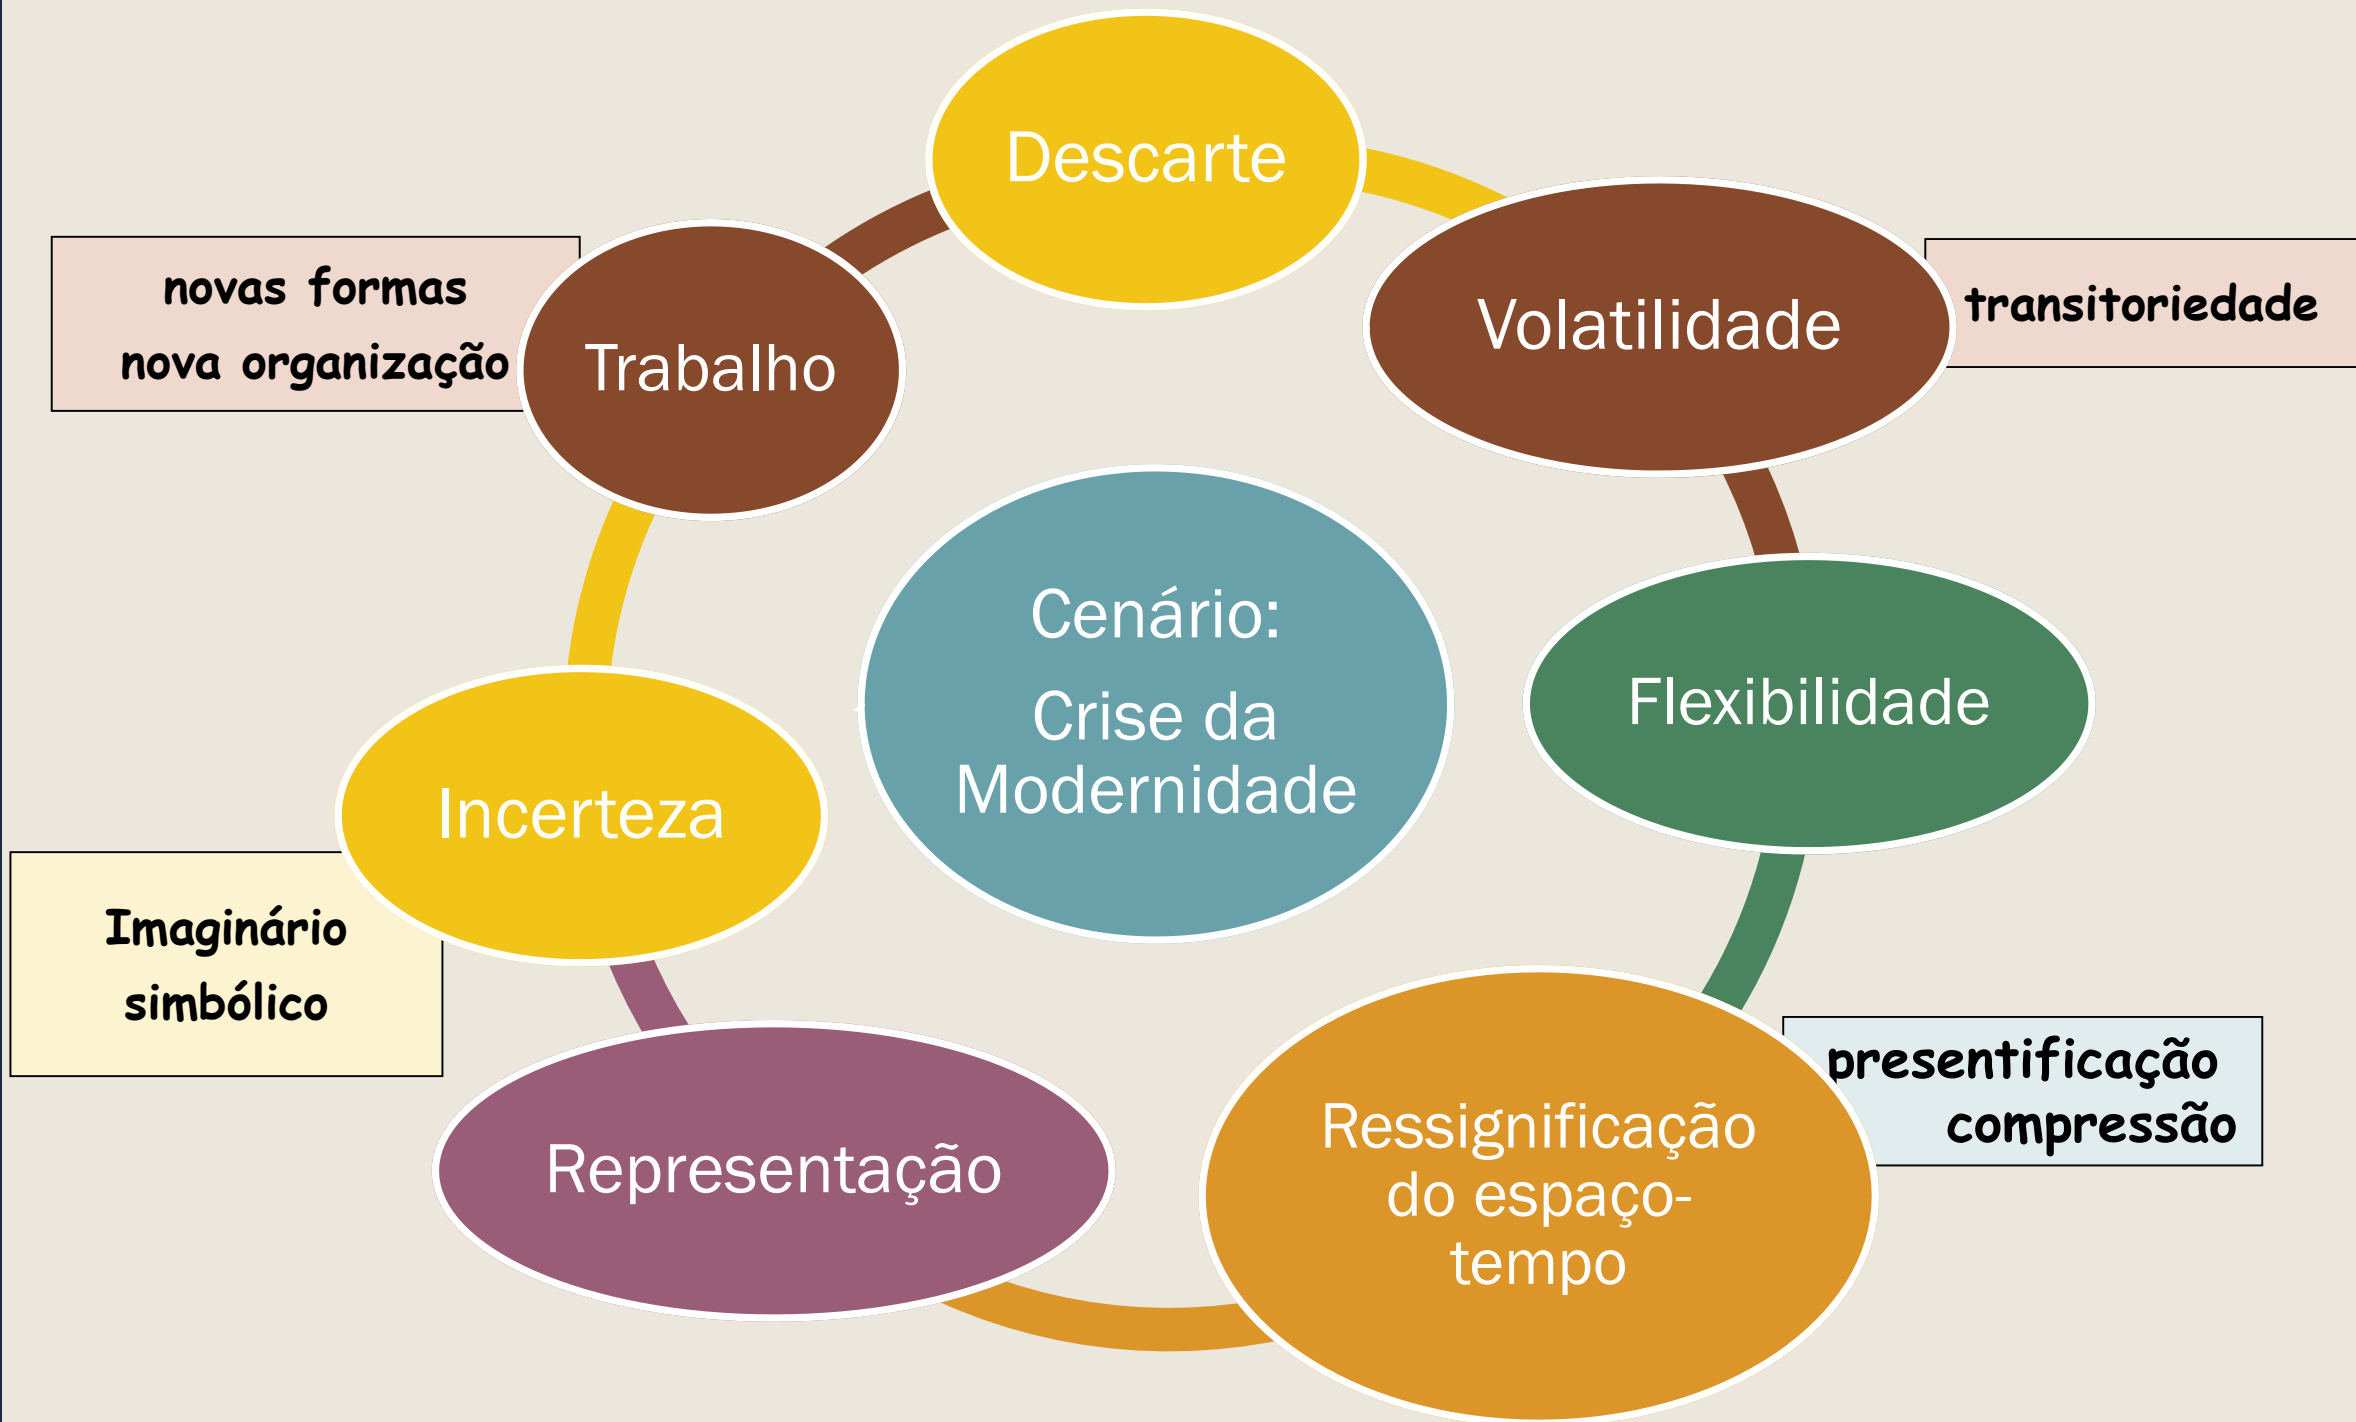 Descarte
Volatilidade
transitoriedade
Flexibilidade
presentificação
compressão
Ressignificação
do espaço-
tempo
Representação
Imaginário
simbólico
Incerteza
novas formas
nova organização
Trabalho
Cenário:
Crise da
Modernidade